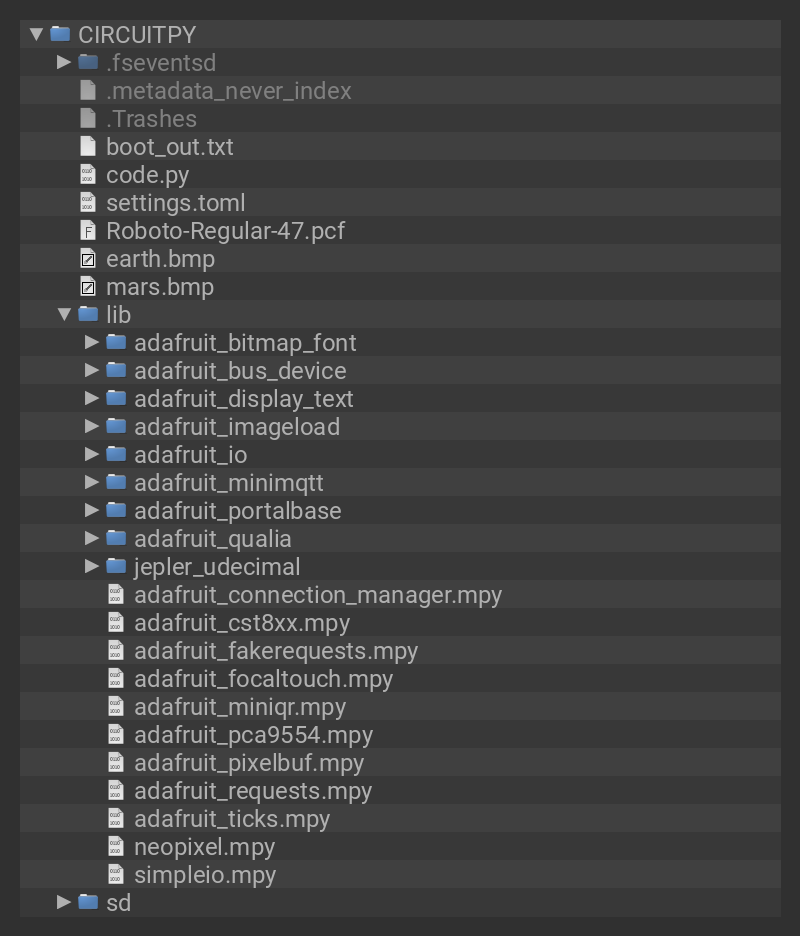 CIRCUITPY
.fseventsd
.metadata_never_index
.Trashes
boot_out.txt
code.py
settings.toml
Roboto-Regular-47.pcf
earth.bmp
mars.bmp
lib
adafruit_bitmap_font
adafruit_bus_device
adafruit_display_text
adafruit_imageload
adafruit_io
adafruit_minimqtt
adafruit_portalbase
adafruit_qualia
jepler_udecimal
adafruit_connection_manager.mpy
adafruit_cst8xx.mpy
adafruit_fakerequests.mpy
adafruit_focaltouch.mpy
adafruit_miniqr.mpy
adafruit_pca9554.mpy
adafruit_pixelbuf.mpy
adafruit_requests.mpy
adafruit_ticks.mpy
neopixel.mpy
simpleio.mpy
sd